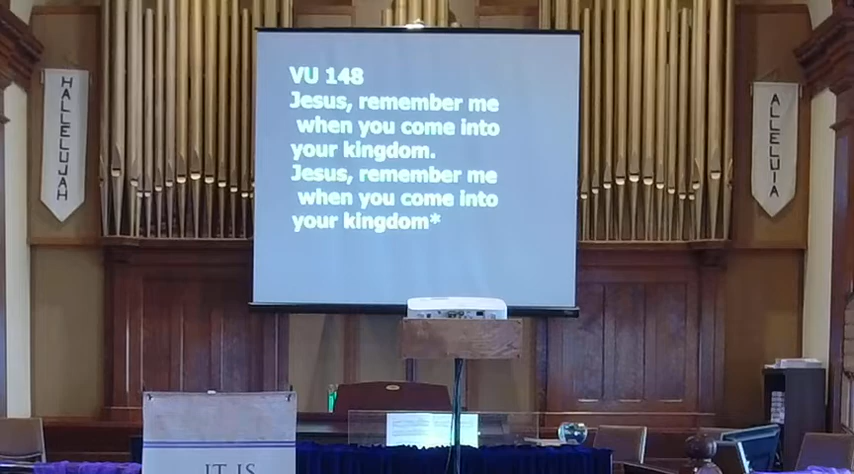 HALLELUJAH
VU 148
Jesus, remember me
when you come into
your kingdom.
Jesus, remember me
when you come into
your kingdom*
ALLELUIA
IT IS